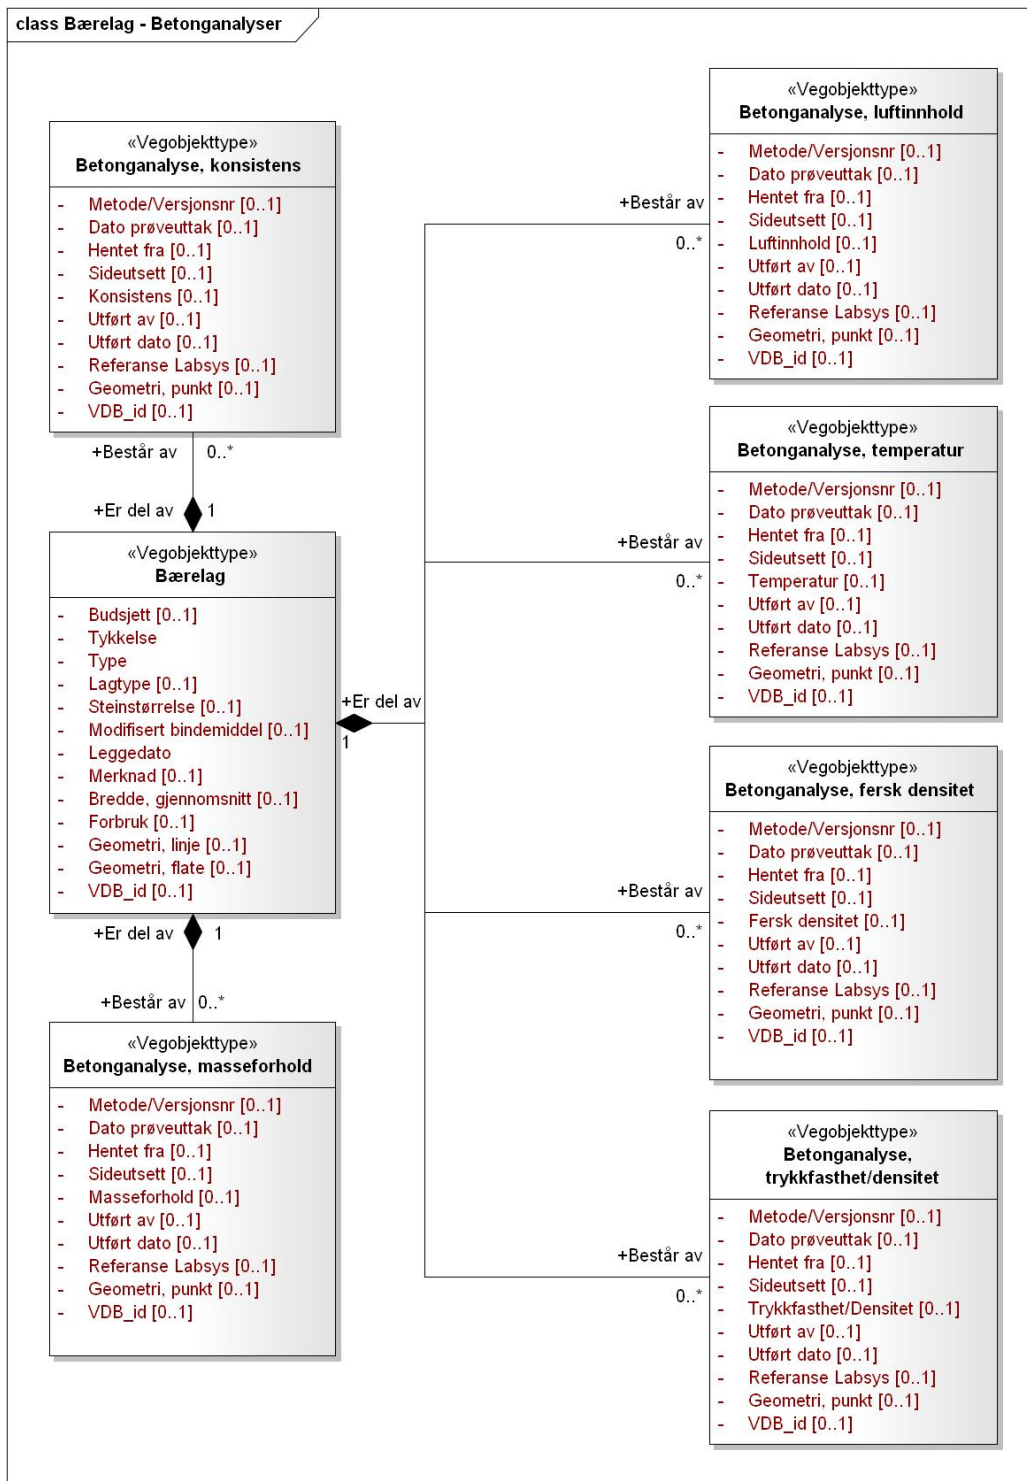 class Bærelag - Betonganalyser
«Vegobjekttype»
Betonganalyse, konsistens
- Metode/Versjonsnr [0..1]
- Dato prøveuttak [0..1]
- Hentet fra [0..1]
- Sideutsett [0..1]
- Konsistens [0..1]
- Utført av [0..1]
- Utført dato [0..1]
- Referanse Labsys [0..1]
- Geometri, punkt [0..1]
- VDB_id [0..1]
+Består av 0..*
+Er del av 1
«Vegobjekttype»
Bærelag
- Budsjett [0..1]
- Tykkelse
- Type
- Lagtype [0..1]
- Steinstørrelse [0..1]
- Modifisert bindemiddel [0..1]
- Leggedato
- Merknad [0..1]
- Bredde, gjennomsnitt [0..1]
- Forbruk [0..1]
- Geometri, linje [0..1]
- Geometri, flate [0..1]
- VDB_id [0..1]
+Er del av 1
+Består av 0..*
«Vegobjekttype»
Betonganalyse, masseforhold
- Metode/Versjonsnr [0..1]
- Dato prøveuttak [0..1]
- Hentet fra [0..1]
- Sideutsett [0..1]
- Masseforhold [0..1]
- Utført av [0..1]
- Utført dato [0..1]
- Referanse Labsys [0..1]
- Geometri, punkt [0..1]
- VDB_id [0..1]
+Er del av
1
+Består av
0..*
«Vegobjekttype»
Betonganalyse, luftinnhold
- Metode/Versjonsnr [0..1]
- Dato prøveuttak [0..1]
- Hentet fra [0..1]
- Sideutsett [0..1]
- Luftinnhold [0..1]
- Utført av [0..1]
- Utført dato [0..1]
- Referanse Labsys [0..1]
- Geometri, punkt [0..1]
- VDB_id [0..1]
+Består av
0..*
«Vegobjekttype»
Betonganalyse, temperatur
- Metode/Versjonsnr [0..1]
- Dato prøveuttak [0..1]
- Hentet fra [0..1]
- Sideutsett [0..1]
- Temperatur [0..1]
- Utført av [0..1]
- Utført dato [0..1]
- Referanse Labsys [0..1]
- Geometri, punkt [0..1]
- VDB_id [0..1]
+Består av
0..*
«Vegobjekttype»
Betonganalyse, fersk densitet
- Metode/Versjonsnr [0..1]
- Dato prøveuttak [0..1]
- Hentet fra [0..1]
- Sideutsett [0..1]
- Fersk densitet [0..1]
- Utført av [0..1]
- Utført dato [0..1]
- Referanse Labsys [0..1]
- Geometri, punkt [0..1]
- VDB_id [0..1]
+Består av
0..*
«Vegobjekttype»
Betonganalyse,
trykkfasthet/densitet
- Metode/Versjonsnr [0..1]
- Dato prøveuttak [0..1]
- Hentet fra [0..1]
- Sideutsett [0..1]
- Trykkfasthet/Densitet [0..1]
- Utført av [0..1]
- Utført dato [0..1]
- Referanse Labsys [0..1]
- Geometri, punkt [0..1]
- VDB_id [0..1]